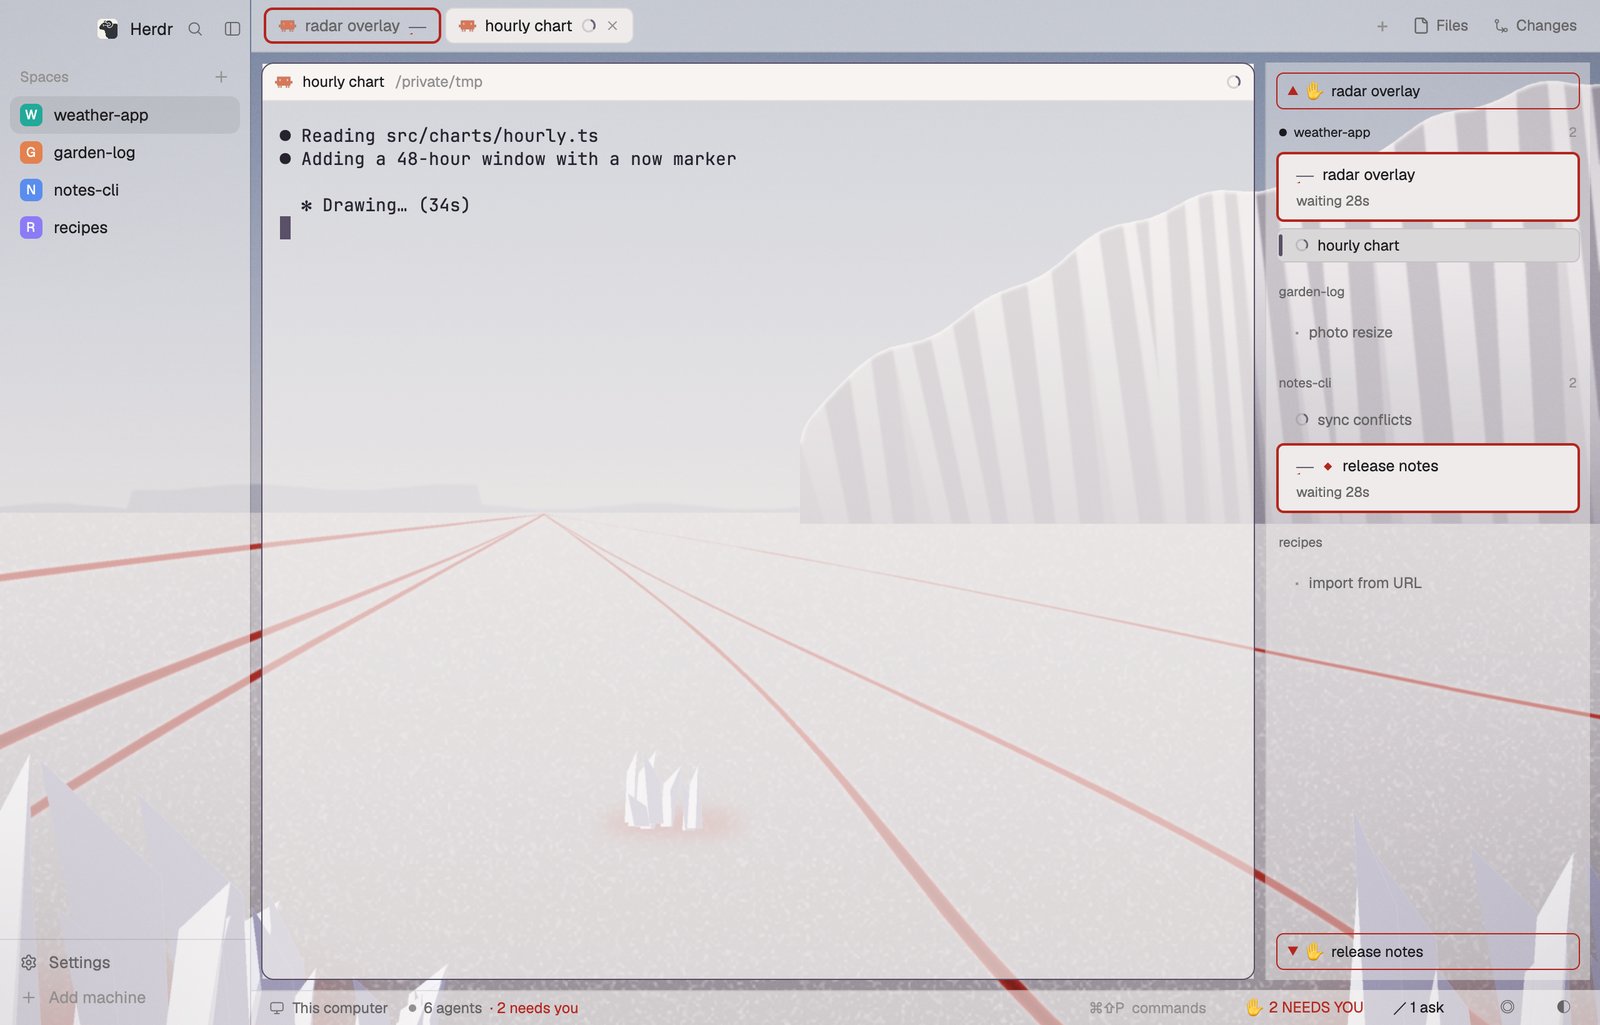 Herdr
radar overlay
hourly chart
Files
Changes
Spaces
W weather-app
G garden-log
N notes-cli
R recipes
Settings
Add machine
hourly chart /private/tmp
Reading src/charts/hourly.ts
Adding a 48-hour window with a now marker
* Drawing… (34s)
radar overlay
weather-app 2
radar overlay
waiting 28s
hourly chart
garden-log
photo resize
notes-cli 2
sync conflicts
release notes
waiting 28s
recipes
import from URL
release notes
This computer
6 agents · 2 needs you
⌘⇧P commands
2 NEEDS YOU
1 ask